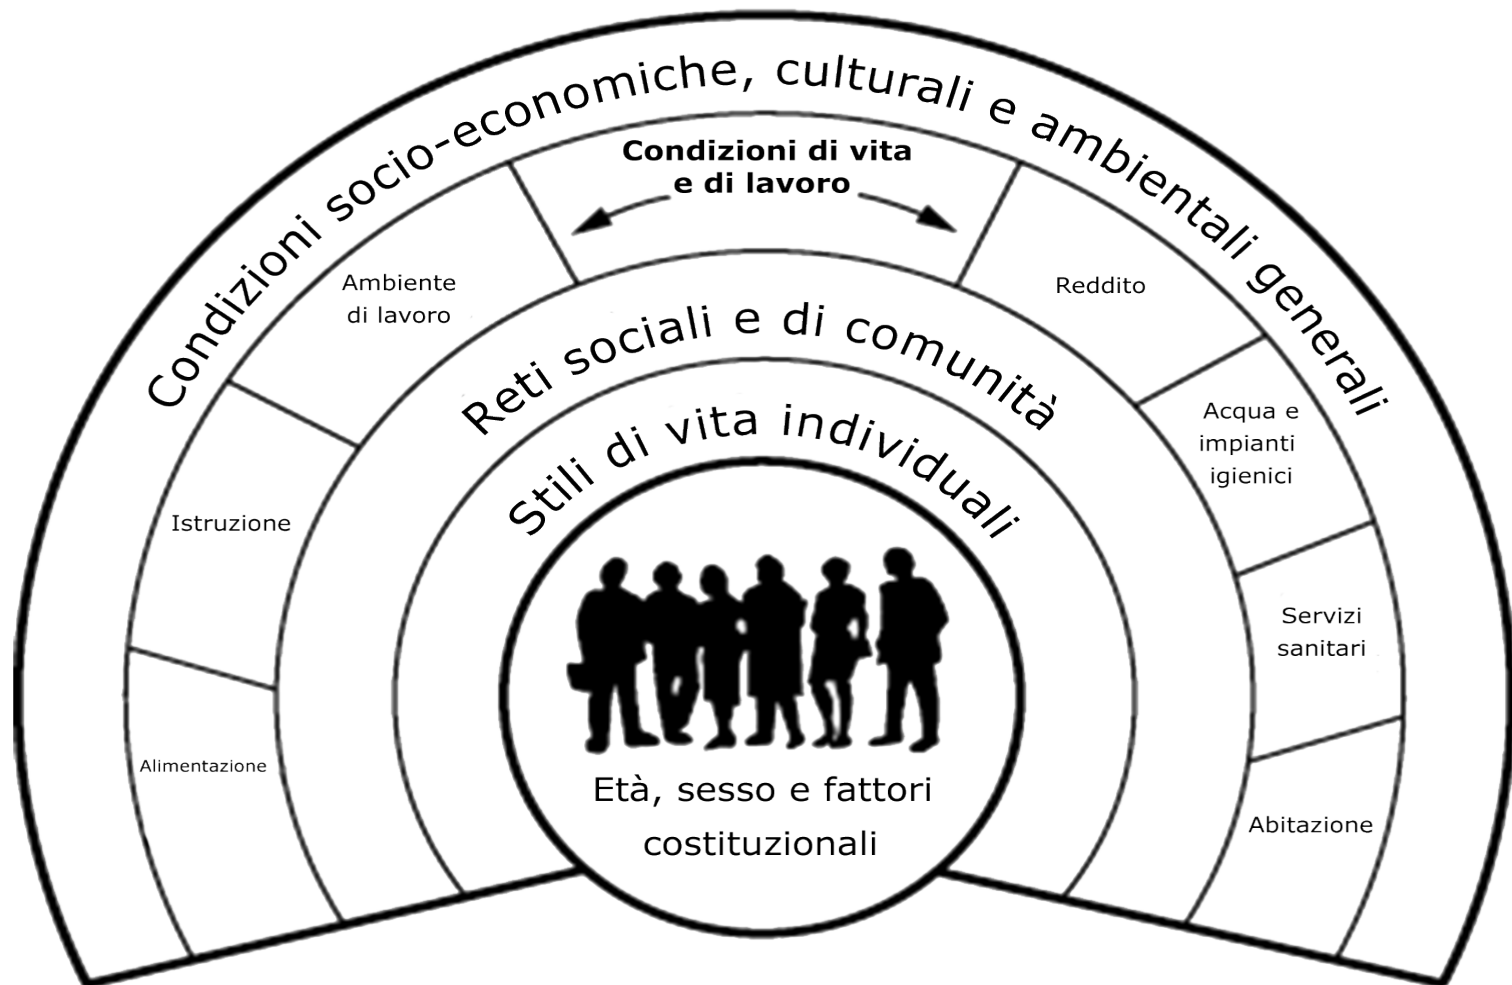 Condizioni socio-economiche, culturali e ambientali generali
Condizioni di vita
e di lavoro
Ambiente
di lavoro
Reddito
Reti sociali e di comunità
Acqua e
impianti
igienici
Stili di vita individuali
Istruzione
Servizi
sanitari
Alimentazione
Età, sesso e fattori
costituzionali
Abitazione